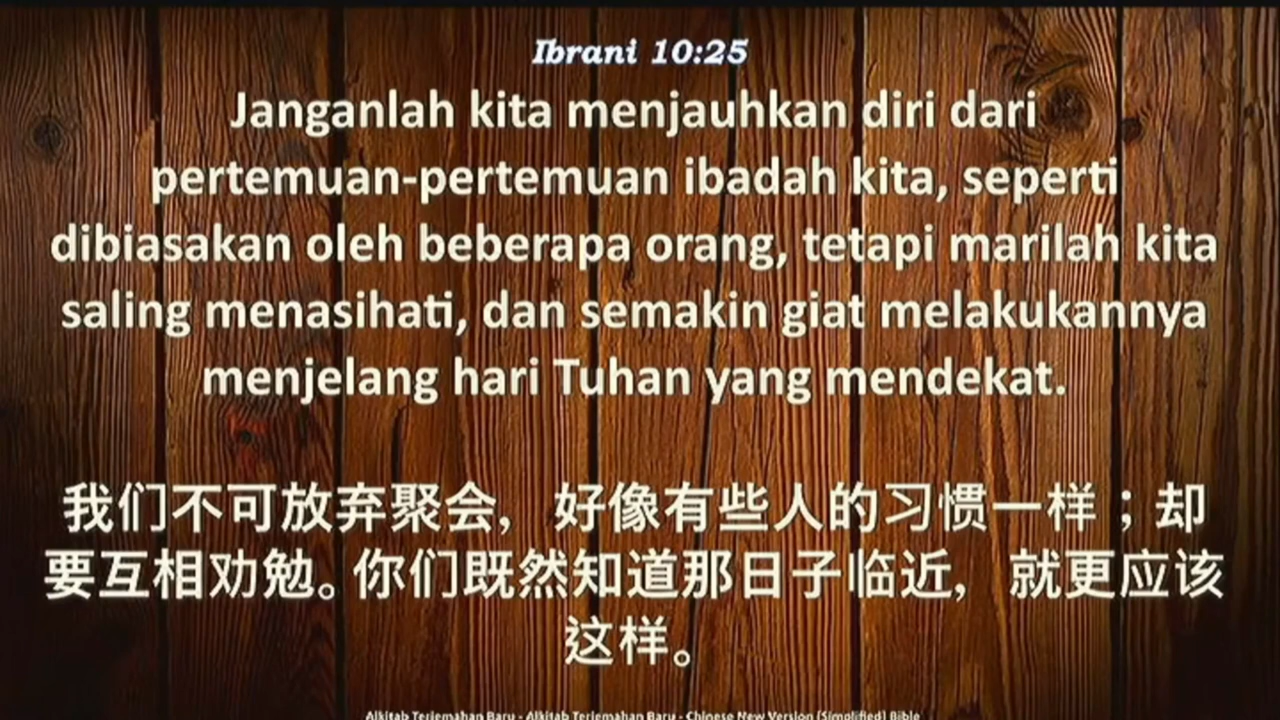 Ibrani 10:25
Janganlah kita menjauhkan diri dari
pertemuan-pertemuan ibadah kita, seperti
dibiasakan oleh beberapa orang, tetapi marilah kita
saling menasihati, dan semakin giat melakukannya
menjelang hari Tuhan yang mendekat.
我们不可放弃聚会，好像有些人的习惯一样；却
要互相劝勉。你们既然知道那日子临近，就更应该
这样。
Alkitab Terjemahan Baru - Alkitab Terjemahan Baru - Chinese New Version (Simplified) Bible